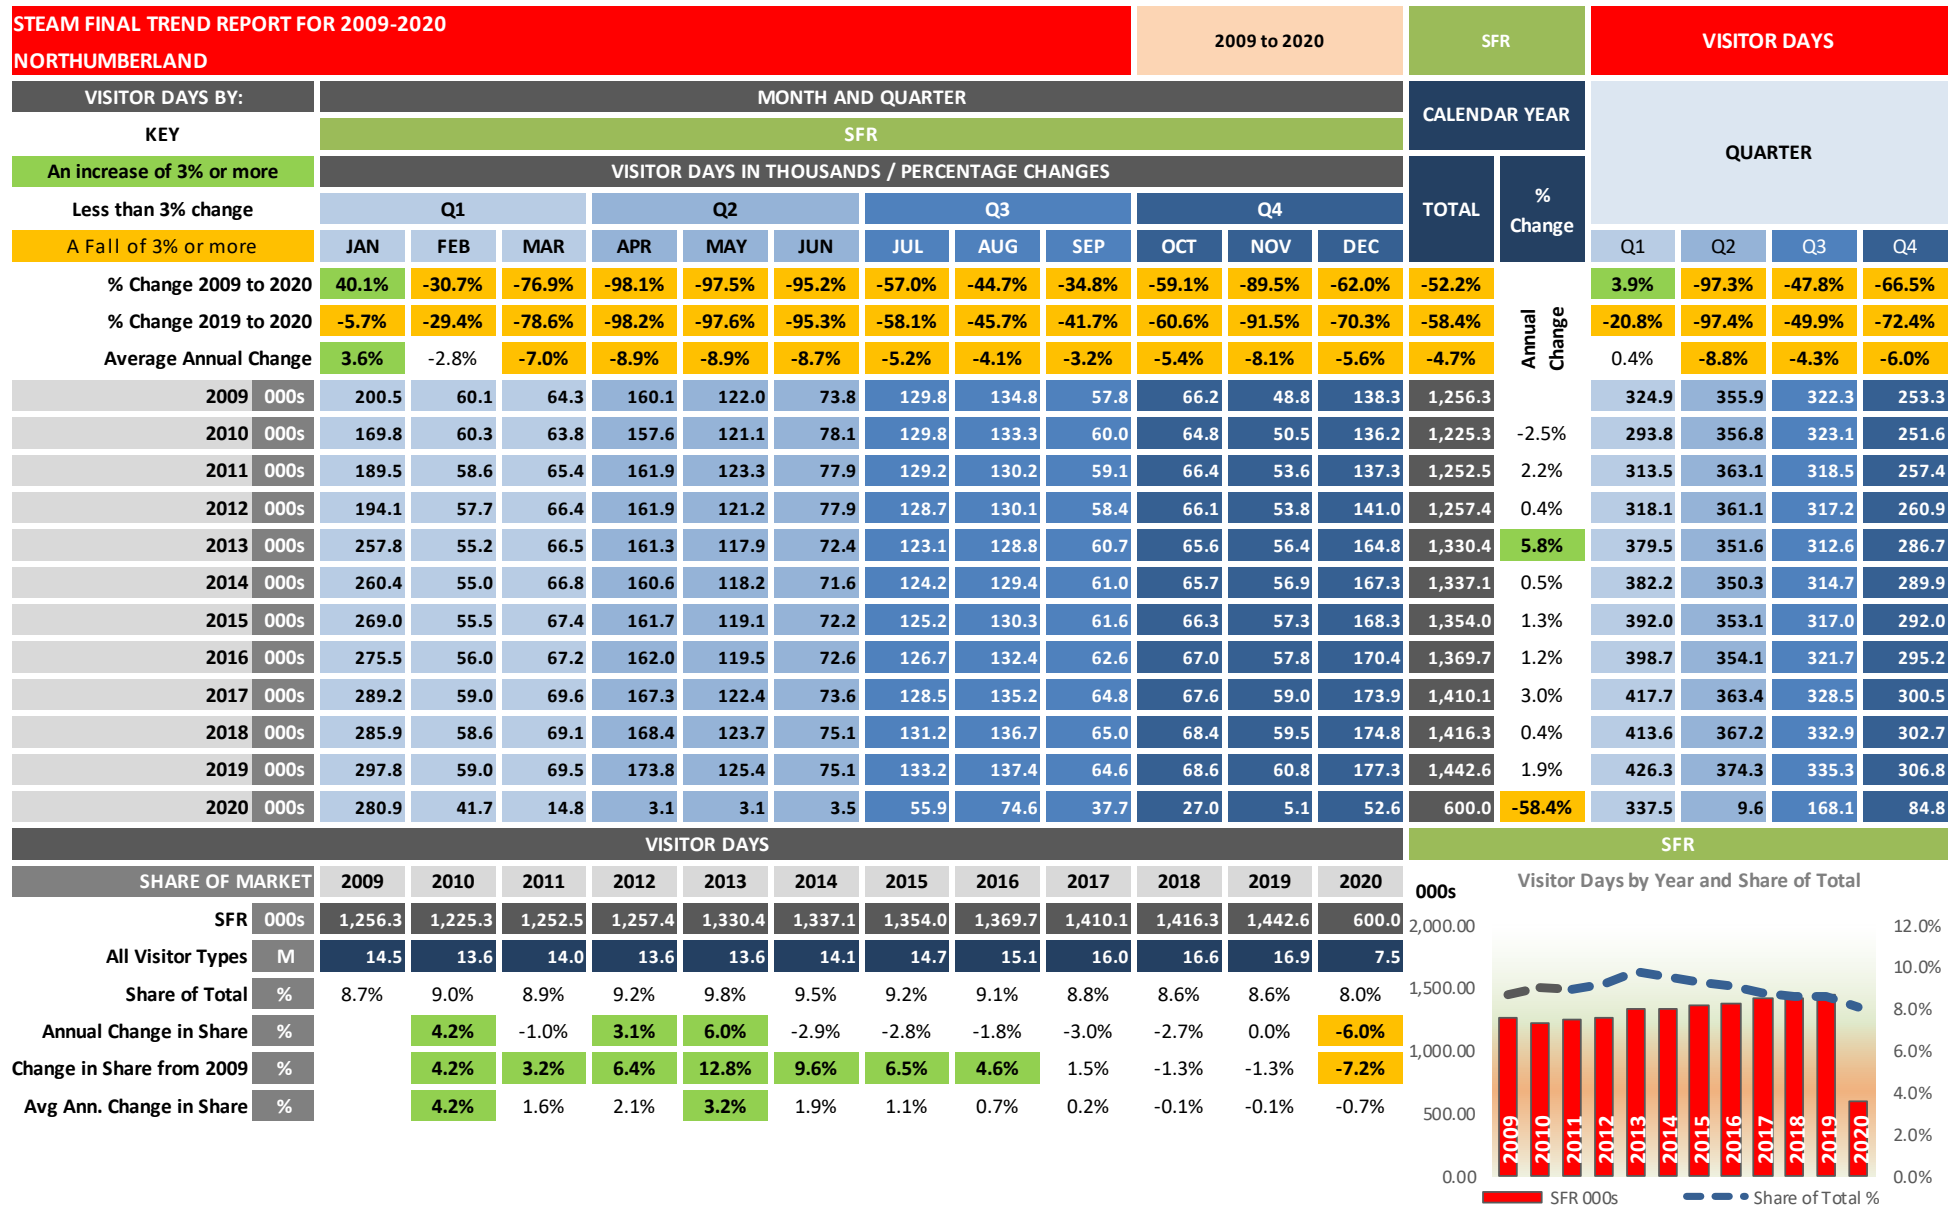 STEAM FINAL TREND REPORT FOR 2009-2020
NORTHUMBERLAND
2009 to 2020
SFR
VISITOR DAYS
VISITOR DAYS BY:
MONTH AND QUARTER
CALENDAR YEAR
QUARTER
KEY
SFR
An increase of 3% or more
VISITOR DAYS IN THOUSANDS / PERCENTAGE CHANGES
TOTAL
% Change
Less than 3% change
Q1 Q2 Q3 Q4
A Fall of 3% or more
JAN FEB MAR APR MAY JUN JUL AUG SEP OCT NOV DEC Q1 Q2 Q3 Q4
% Change 2009 to 2020 40.1% -30.7% -76.9% -98.1% -97.5% -95.2% -57.0% -44.7% -34.8% -59.1% -89.5% -62.0% -52.2% 3.9% -97.3% -47.8% -66.5%
% Change 2019 to 2020 -5.7% -29.4% -78.6% -98.2% -97.6% -95.3% -58.1% -45.7% -41.7% -60.6% -91.5% -70.3% -58.4% -20.8% -97.4% -49.9% -72.4%
Average Annual Change 3.6% -2.8% -7.0% -8.9% -8.9% -8.7% -5.2% -4.1% -3.2% -5.4% -8.1% -5.6% -4.7% 0.4% -8.8% -4.3% -6.0%
Annual Change
2009 000s 200.5 60.1 64.3 160.1 122.0 73.8 129.8 134.8 57.8 66.2 48.8 138.3 1,256.3 324.9 355.9 322.3 253.3
2010 000s 169.8 60.3 63.8 157.6 121.1 78.1 129.8 133.3 60.0 64.8 50.5 136.2 1,225.3 -2.5% 293.8 356.8 323.1 251.6
2011 000s 189.5 58.6 65.4 161.9 123.3 77.9 129.2 130.2 59.1 66.4 53.6 137.3 1,252.5 2.2% 313.5 363.1 318.5 257.4
2012 000s 194.1 57.7 66.4 161.9 121.2 77.9 128.7 130.1 58.4 66.1 53.8 141.0 1,257.4 0.4% 318.1 361.1 317.2 260.9
2013 000s 257.8 55.2 66.5 161.3 117.9 72.4 123.1 128.8 60.7 65.6 56.4 164.8 1,330.4 5.8% 379.5 351.6 312.6 286.7
2014 000s 260.4 55.0 66.8 160.6 118.2 71.6 124.2 129.4 61.0 65.7 56.9 167.3 1,337.1 0.5% 382.2 350.3 314.7 289.9
2015 000s 269.0 55.5 67.4 161.7 119.1 72.2 125.2 130.3 61.6 66.3 57.3 168.3 1,354.0 1.3% 392.0 353.1 317.0 292.0
2016 000s 275.5 56.0 67.2 162.0 119.5 72.6 126.7 132.4 62.6 67.0 57.8 170.4 1,369.7 1.2% 398.7 354.1 321.7 295.2
2017 000s 289.2 59.0 69.6 167.3 122.4 73.6 128.5 135.2 64.8 67.6 59.0 173.9 1,410.1 3.0% 417.7 363.4 328.5 300.5
2018 000s 285.9 58.6 69.1 168.4 123.7 75.1 131.2 136.7 65.0 68.4 59.5 174.8 1,416.3 0.4% 413.6 367.2 332.9 302.7
2019 000s 297.8 59.0 69.5 173.8 125.4 75.1 133.2 137.4 64.6 68.6 60.8 177.3 1,442.6 1.9% 426.3 374.3 335.3 306.8
2020 000s 280.9 41.7 14.8 3.1 3.1 3.5 55.9 74.6 37.7 27.0 5.1 52.6 600.0 -58.4% 337.5 9.6 168.1 84.8
VISITOR DAYS
SFR
SHARE OF MARKET 2009 2010 2011 2012 2013 2014 2015 2016 2017 2018 2019 2020
SFR 000s 1,256.3 1,225.3 1,252.5 1,257.4 1,330.4 1,337.1 1,354.0 1,369.7 1,410.1 1,416.3 1,442.6 600.0
All Visitor Types M 14.5 13.6 14.0 13.6 13.6 14.1 14.7 15.1 16.0 16.6 16.9 7.5
Share of Total % 8.7% 9.0% 8.9% 9.2% 9.8% 9.5% 9.2% 9.1% 8.8% 8.6% 8.6% 8.0%
Annual Change in Share % 4.2% -1.0% 3.1% 6.0% -2.9% -2.8% -1.8% -3.0% -2.7% 0.0% -6.0%
Change in Share from 2009 % 4.2% 3.2% 6.4% 12.8% 9.6% 6.5% 4.6% 1.5% -1.3% -1.3% -7.2%
Avg Ann. Change in Share % 4.2% 1.6% 2.1% 3.2% 1.9% 1.1% 0.7% 0.2% -0.1% -0.1% -0.7%
Visitor Days by Year and Share of Total
000s
2,000.00 12.0%
10.0%
1,500.00
8.0%
1,000.00 6.0%
4.0%
500.00
2.0%
0.00 0.0%
2009 2010 2011 2012 2013 2014 2015 2016 2017 2018 2019 2020
SFR 000s Share of Total %